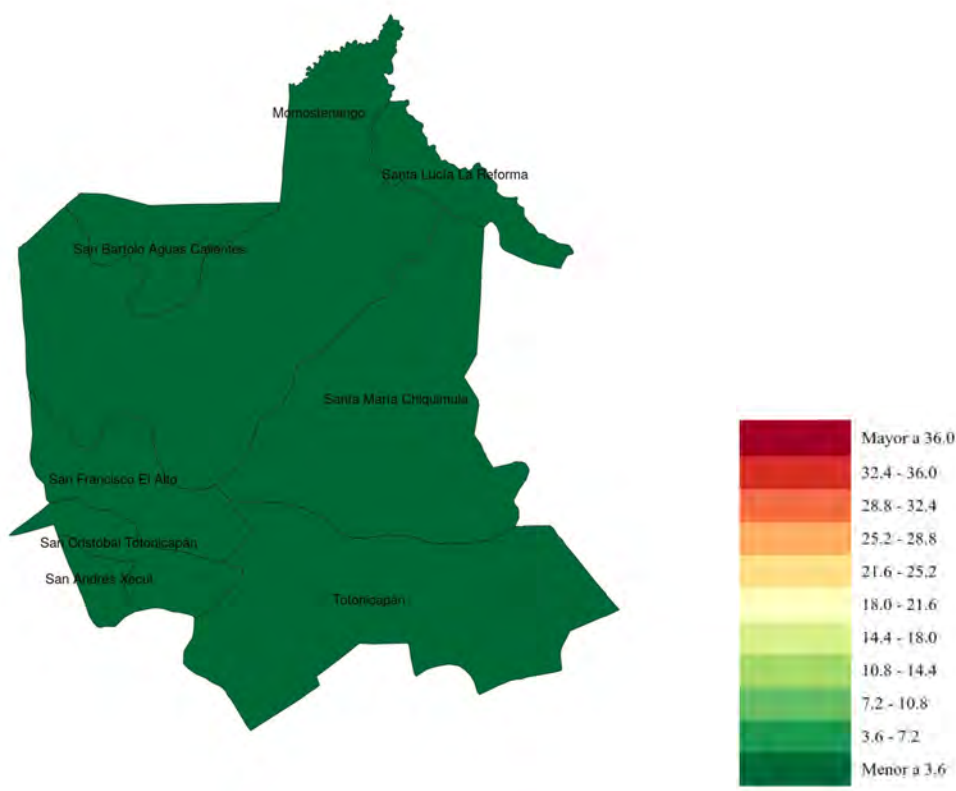 Momostenango
Santa Lucía La Reforma
San Bartolo Aguas Calientes
Santa María Chiquimula
San Francisco El Alto
San Cristóbal Totonicapán
San Andrés Xecul
Totonicapán
Mayor a 36.0
32.4 - 36.0
28.8 - 32.4
25.2 - 28.8
21.6 - 25.2
18.0 - 21.6
14.4 - 18.0
10.8 - 14.4
7.2 - 10.8
3.6 - 7.2
Menor a 3.6